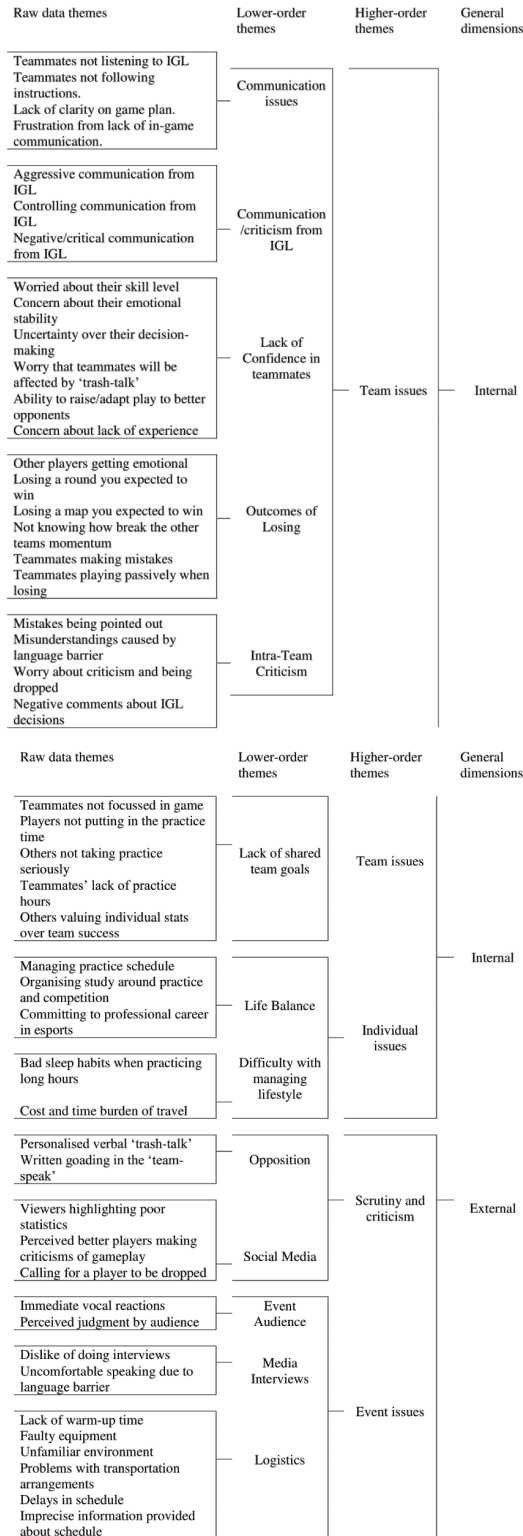 Raw data themes
Lower-order
themes
Higher-order
themes
General
dimensions
Teammates not listening to IGL
Teammates not following
instructions.
Lack of clarity on game plan.
Frustration from lack of in-game
communication.
Communication
issues
Aggressive communication from
IGL
Controlling communication from
IGL
Negative/critical communication
from IGL
Communication
/criticism from
IGL
Worried about their skill level
Concern about their emotional
stability
Uncertainty over their decision-
making
Worry that teammates will be
affected by ‘trash-talk’
Ability to raise/adapt play to better
opponents
Concern about lack of experience
Lack of
Confidence in
teammates
Team issues
Internal
Other players getting emotional
Losing a round you expected to
win
Losing a map you expected to win
Not knowing how break the other
teams momentum
Teammates making mistakes
Teammates playing passively when
losing
Outcomes of
Losing
Mistakes being pointed out
Misunderstandings caused by
language barrier
Worry about criticism and being
dropped
Negative comments about IGL
decisions
Intra-Team
Criticism
Raw data themes
Lower-order
themes
Higher-order
themes
General
dimensions
Teammates not focussed in game
Players not putting in the practice
time
Others not taking practice
seriously
Teammates’ lack of practice
hours
Others valuing individual stats
over team success
Lack of shared
team goals
Team issues
Internal
Managing practice schedule
Organising study around practice
and competition
Committing to professional career
in esports
Life Balance
Individual
issues
Bad sleep habits when practicing
long hours
Cost and time burden of travel
Difficulty with
managing
lifestyle
Personalised verbal ‘trash-talk’
Written goading in the ‘team-
speak’
Opposition
Scrutiny and
criticism
External
Viewers highlighting poor
statistics
Perceived better players making
criticisms of gameplay
Calling for a player to be dropped
Social Media
Immediate vocal reactions
Perceived judgment by audience
Event
Audience
Dislike of doing interviews
Uncomfortable speaking due to
language barrier
Media
Interviews
Event issues
Lack of warm-up time
Faulty equipment
Unfamiliar environment
Problems with transportation
arrangements
Delays in schedule
Imprecise information provided
about schedule
Logistics